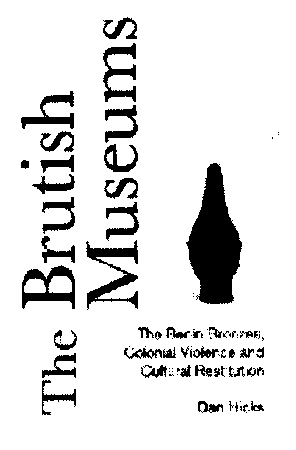 The Brutish
Museums
The Benin Bronzes,
Colonial Violence and
Cultural Restitution
Dan Hicks